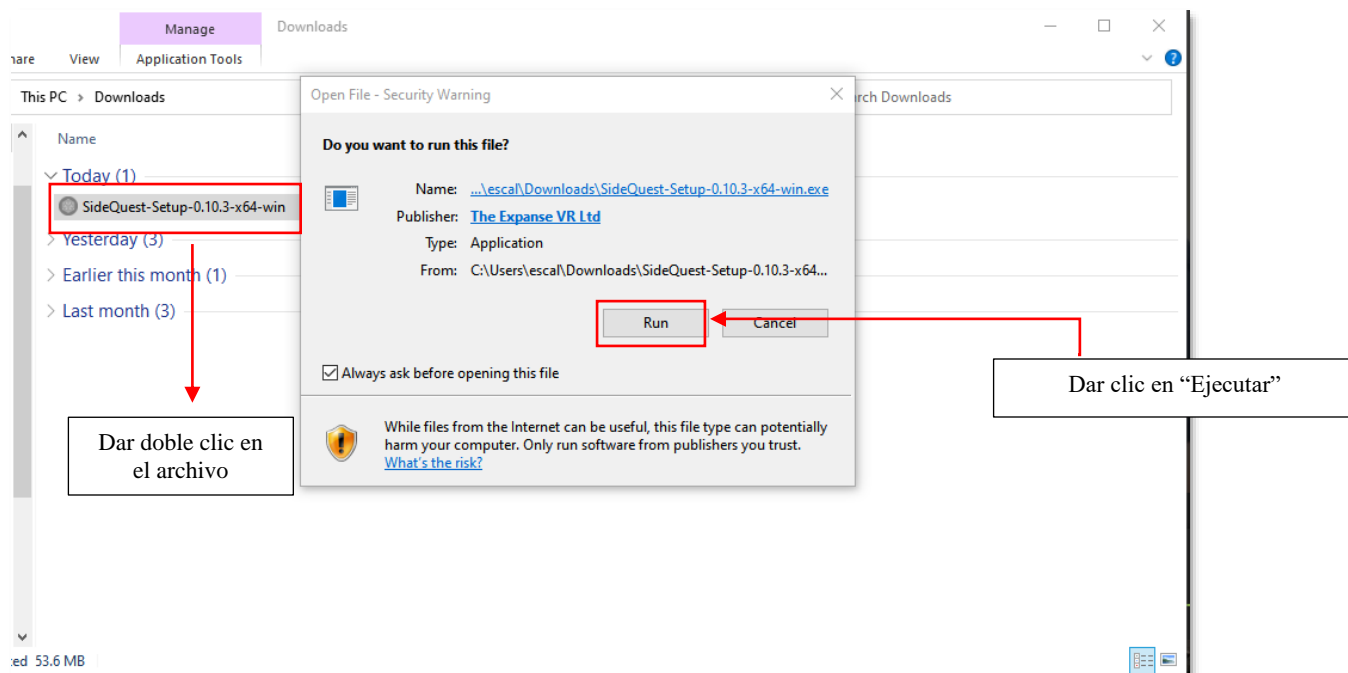 Manage
Downloads
hare View Application Tools
This PC > Downloads
rch Downloads
Name
Today (1)
SideQuest-Setup-0.10.3-x64-win
Yesterday (3)
Earlier this month (1)
Last month (3)
Open File - Security Warning
Do you want to run this file?
Name: ...\escal\Downloads\SideQuest-Setup-0.10.3-x64-win.exe
Publisher: The Expanse VR Ltd
Type: Application
From: C:\Users\escal\Downloads\SideQuest-Setup-0.10.3-x64...
Run Cancel
Always ask before opening this file
While files from the Internet can be useful, this file type can potentially
harm your computer. Only run software from publishers you trust.
What's the risk?
Dar clic en “Ejecutar”
Dar doble clic en
el archivo
ted 53.6 MB